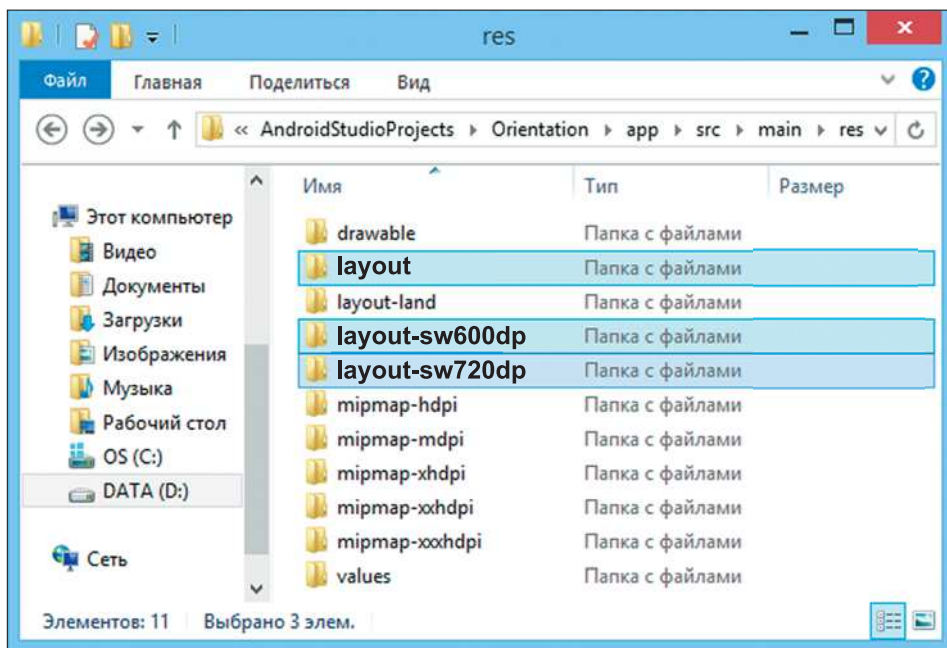 res
Файл Главная Поделиться Вид
« AndroidStudioProjects Orientation app src main res
Имя Тип Размер
Этот компьютер
Видео
Документы
Загрузки
Изображения
Музыка
Рабочий стол
OS (C:)
DATA (D:)
Сеть
drawable Папка с файлами
layout Папка с файлами
layout-land Папка с файлами
layout-sw600dp Папка с файлами
layout-sw720dp Папка с файлами
mipmap-hdpi Папка с файлами
mipmap-mdpi Папка с файлами
mipmap-xhdpi Папка с файлами
mipmap-xxhdpi Папка с файлами
mipmap-xxxhdpi Папка с файлами
values Папка с файлами
Элементов: 11 Выбрано 3 элем.